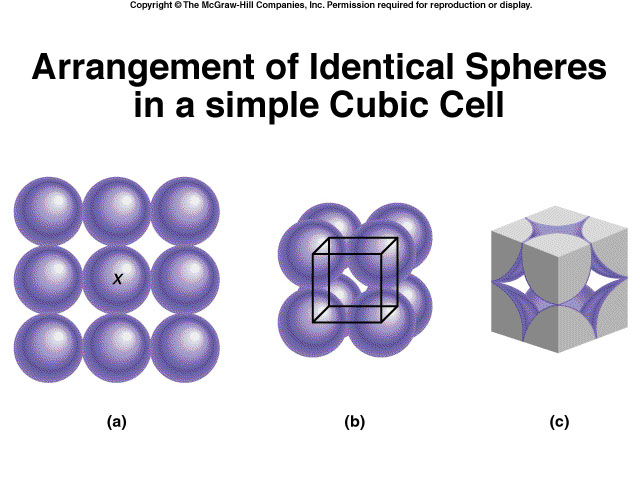 Copyright © The McGraw-Hill Companies, Inc. Permission required for reproduction or display.
Arrangement of Identical Spheres
in a simple Cubic Cell
x
(a)
(b)
(c)